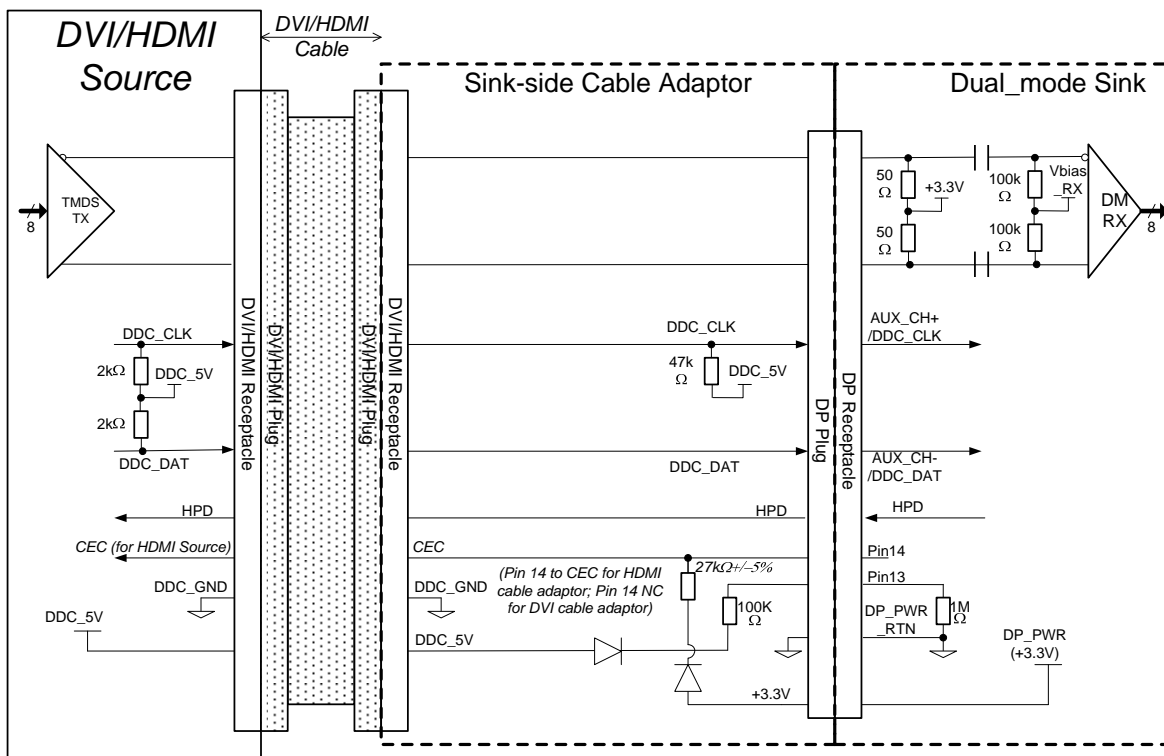 DVI/HDMI
Source
DVI/HDMI
Cable
Sink-side Cable Adaptor
Dual_mode Sink
TMDS
TX
8
50
Ω
+3.3V
50
Ω
100k
Ω
Vbias
_RX
100k
Ω
DM
RX
8
DDC_CLK
2kΩ
DDC_5V
2kΩ
DDC_DAT
DVI/HDMI Receptacle
DVI/HDMI Plug
DVI/HDMI Plug
DVI/HDMI Receptacle
DDC_CLK
47k
Ω
DDC_5V
DDC_DAT
DP Plug
DP Receptacle
AUX_CH+
/DDC_CLK
AUX_CH-
/DDC_DAT
HPD
HPD
HPD
CEC (for HDMI Source)
CEC
Pin14
(Pin 14 to CEC for HDMI
cable adaptor; Pin 14 NC
for DVI cable adaptor)
27kΩ+/–5%
Pin13
DDC_GND
DDC_GND
100K
Ω
1M
Ω
DP_PWR
_RTN
DDC_5V
DDC_5V
DP_PWR
(+3.3V)
+3.3V